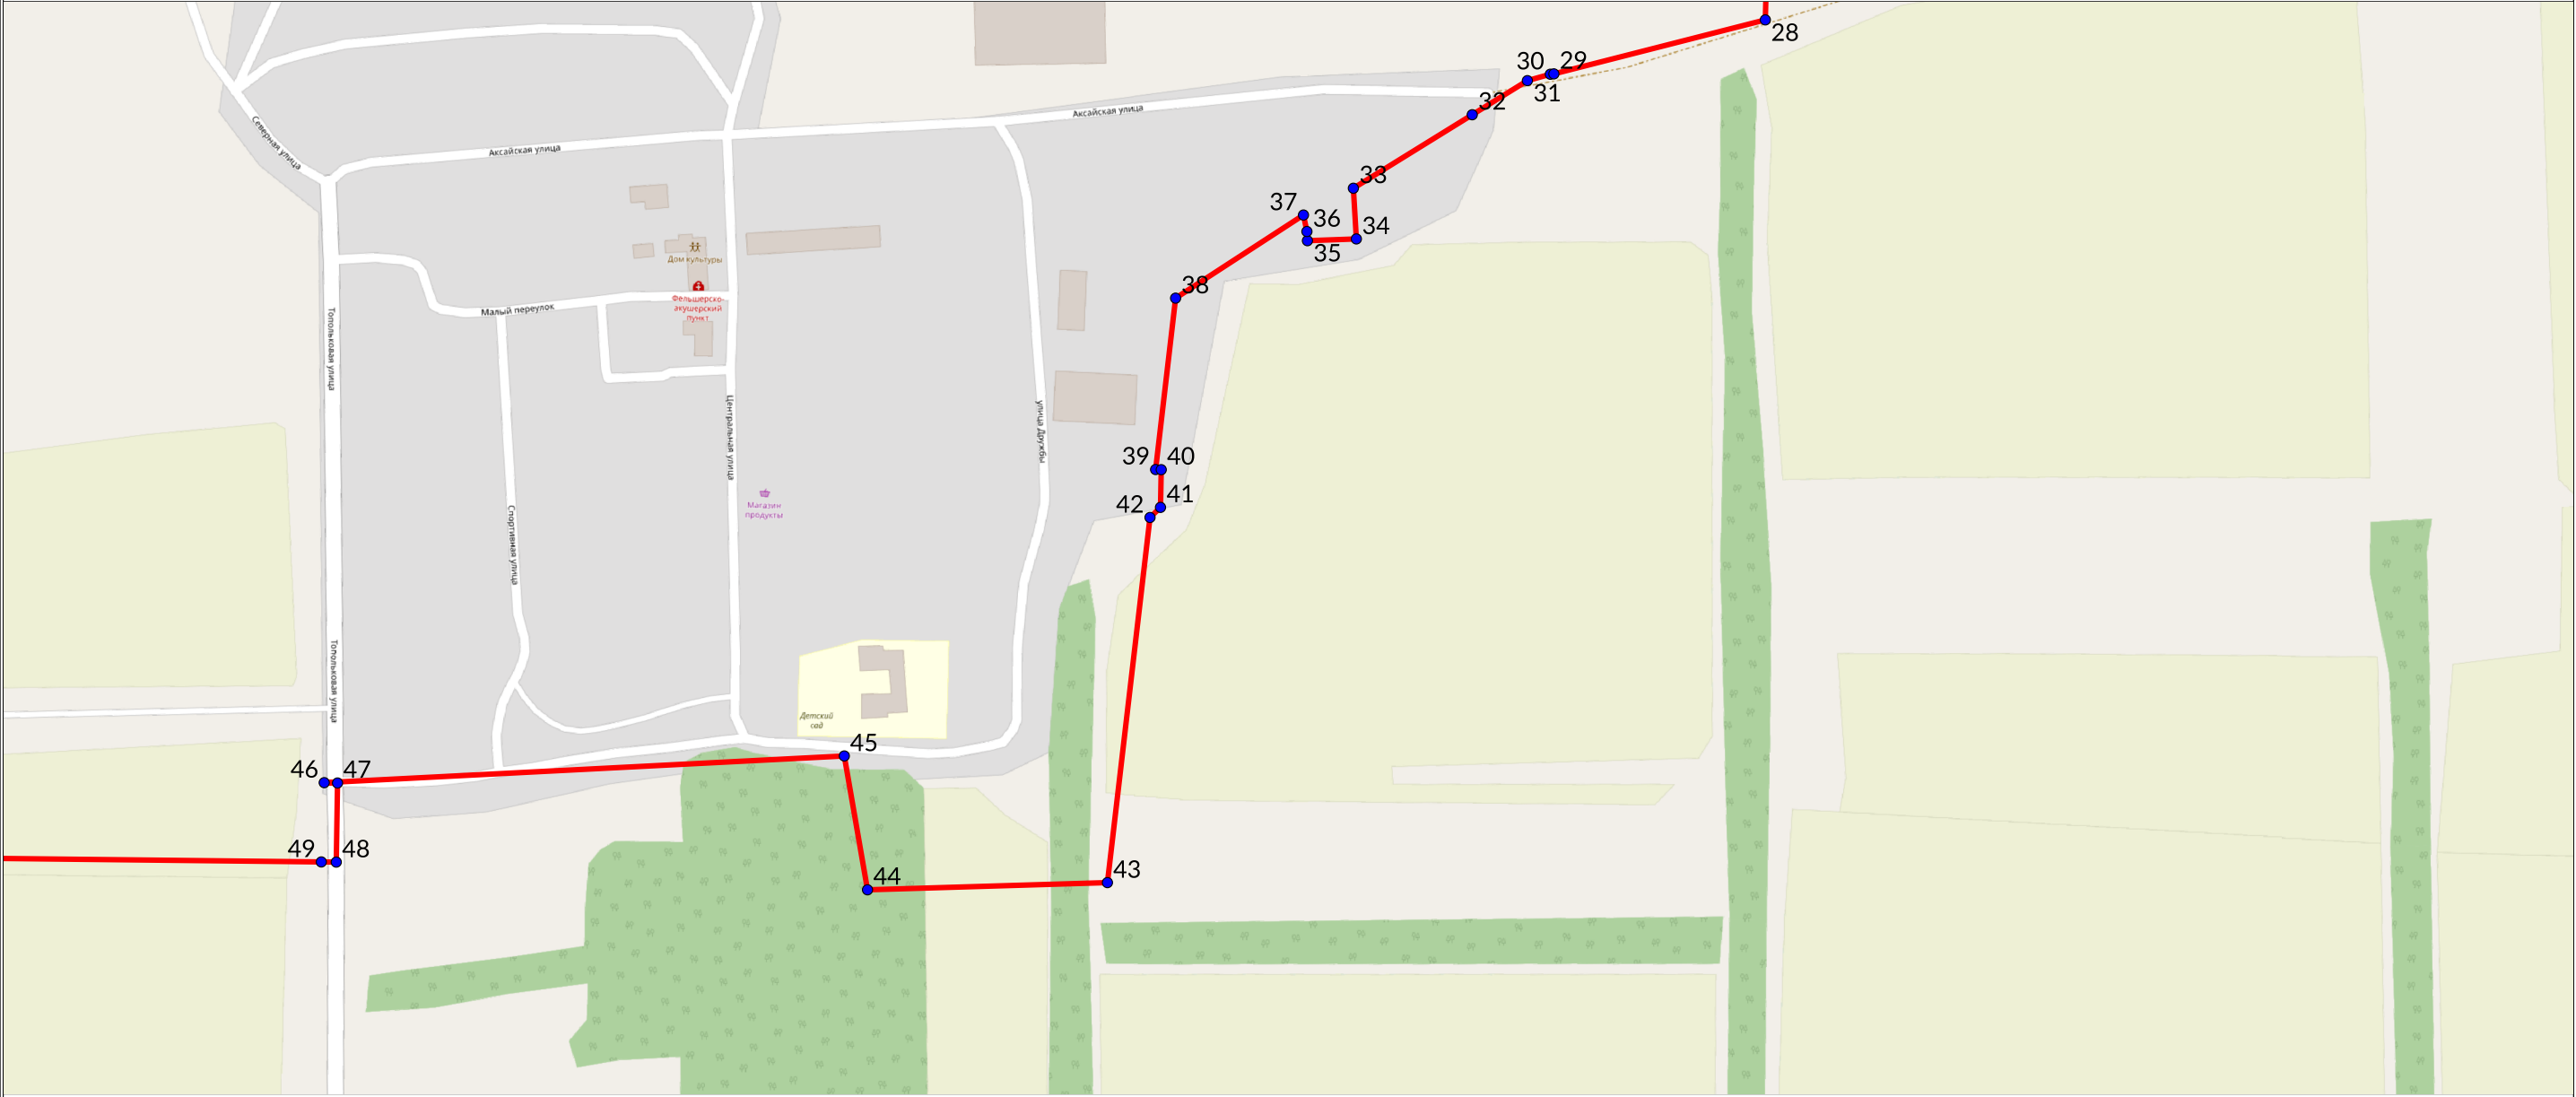 28
30
29
31
32
Аксайская улица
Северная улица
Аксайская улица
33
37
36
34
35
Дом культуры
38
Фельшерско-
акушерский
пункт
Малый переулок
Топольковая улица
Центральная улица
улица Дружбы
39
40
41
42
Магазин
продукты
Спортивная улица
Топольковая улица
Детский
сад
45
46
47
49
48
44
43